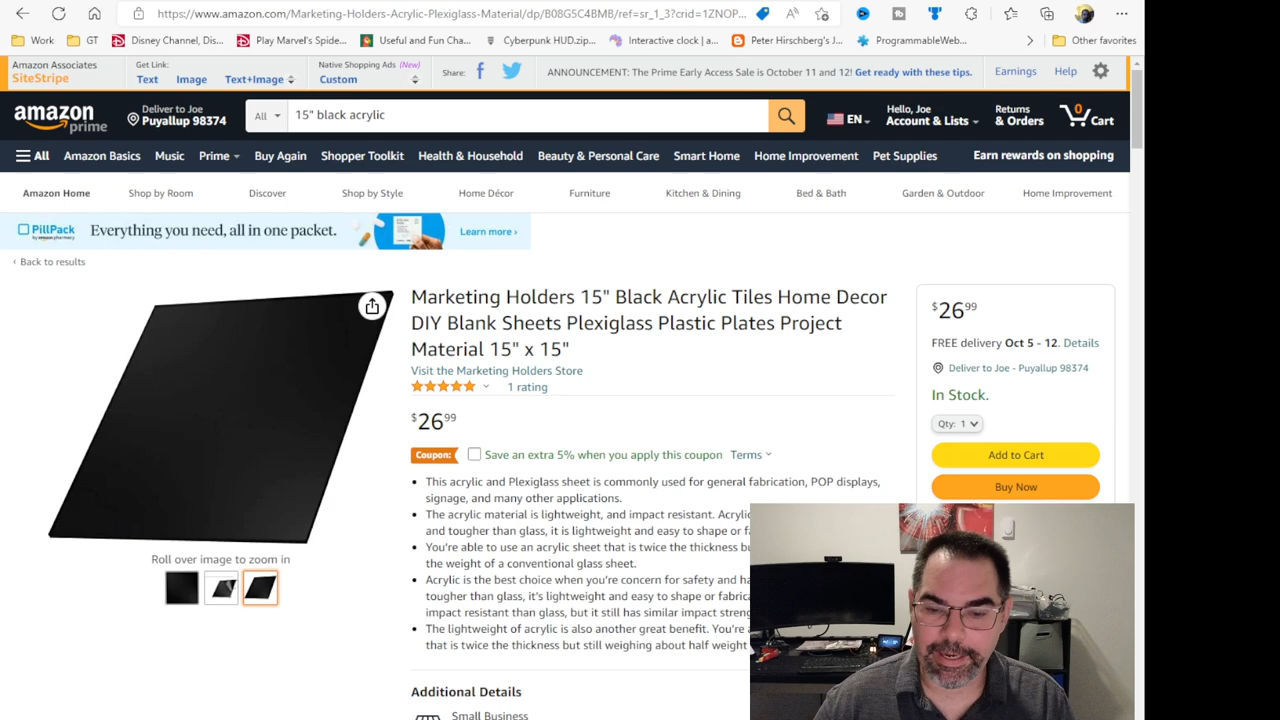 https://www.amazon.com/Marketing-Holders-Acrylic-Plexiglass-Material/dp/B08G5C4BMB/ref=sr_1_3?crid=1ZNOP...
Work
GT
Disney Channel, Dis...
Play Marvel's Spide...
Useful and Fun Cha...
Cyberpunk HUD.zip...
Interactive clock | a...
Peter Hirschberg's J...
ProgrammableWeb...
Other favorites
Amazon Associates
SiteStripe
Get Link:
Text
Image
Text+Image
Native Shopping Ads (New)
Custom
Share:
ANNOUNCEMENT: The Prime Early Access Sale is October 11 and 12! Get ready with these tips.
Earnings
Help
amazon
prime
Deliver to Joe
Puyallup 98374
All
15" black acrylic
EN
Hello, Joe
Account & Lists
Returns
& Orders
0
Cart
All
Amazon Basics
Music
Prime
Buy Again
Shopper Toolkit
Health & Household
Beauty & Personal Care
Smart Home
Home Improvement
Pet Supplies
Earn rewards on shopping
Amazon Home
Shop by Room
Discover
Shop by Style
Home Décor
Furniture
Kitchen & Dining
Bed & Bath
Garden & Outdoor
Home Improvement
PillPack
by amazon pharmacy
Everything you need, all in one packet.
Learn more ›
‹ Back to results
Marketing Holders 15" Black Acrylic Tiles Home Decor
DIY Blank Sheets Plexiglass Plastic Plates Project
Material 15" x 15"
Visit the Marketing Holders Store
1 rating
$26 99
Coupon:
Save an extra 5% when you apply this coupon
Terms
• This acrylic and Plexiglass sheet is commonly used for general fabrication, POP displays,
signage, and many other applications.
• The acrylic material is lightweight, and impact resistant. Acrylic
and tougher than glass, it is lightweight and easy to shape or fa
• You're able to use an acrylic sheet that is twice the thickness bu
the weight of a conventional glass sheet.
• Acrylic is the best choice when you're concern for safety and ha
tougher than glass, it's lightweight and easy to shape or fabrica
impact resistant than glass, but it still has similar impact streng
• The lightweight of acrylic is also another great benefit. You're a
that is twice the thickness but still weighing about half weight
Additional Details
Small Business
Roll over image to zoom in
$26 99
FREE delivery Oct 5 - 12. Details
Deliver to Joe - Puyallup 98374
In Stock.
Qty: 1
Add to Cart
Buy Now